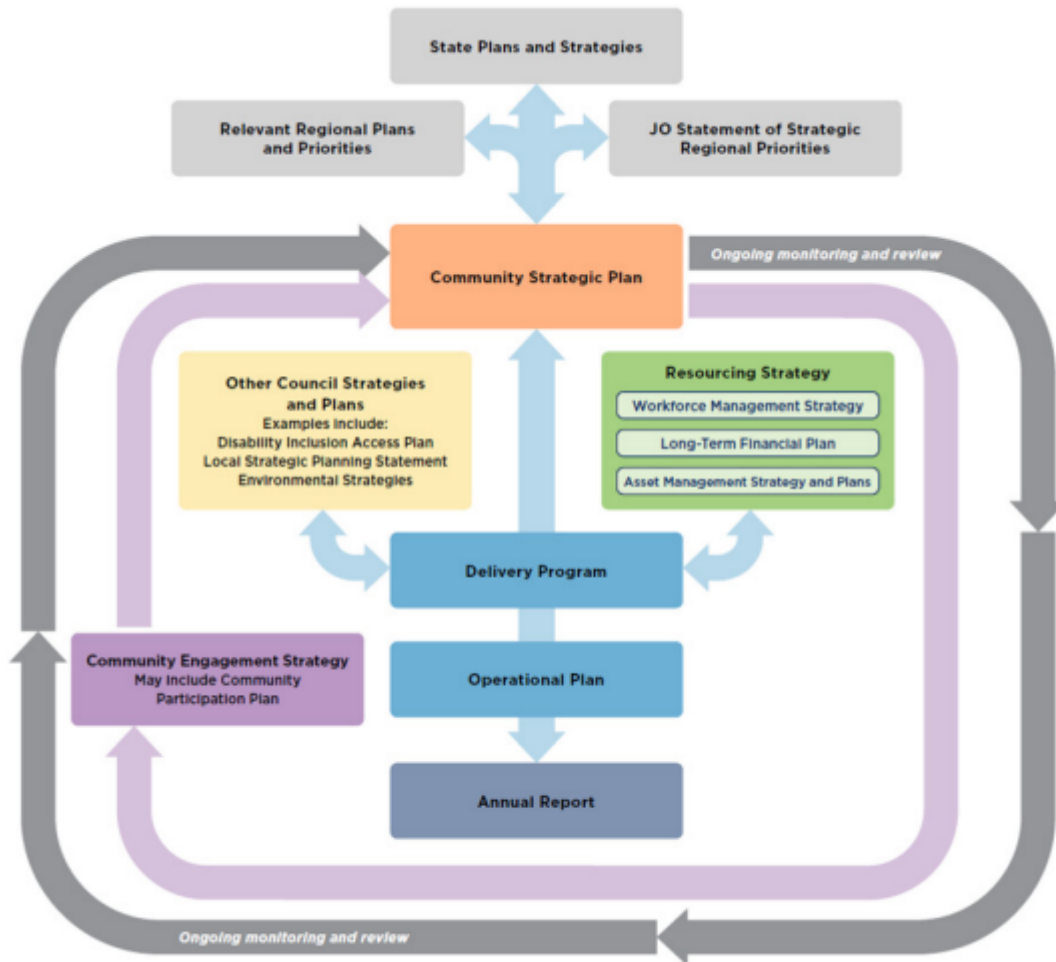 State Plans and Strategies
Relevant Regional Plans
and Priorities
JO Statement of Strategic
Regional Priorities
Community Strategic Plan
Ongoing monitoring and review
Other Council Strategies
and Plans
Examples include:
Disability Inclusion Access Plan
Local Strategic Planning Statement
Environmental Strategies
Resourcing Strategy
Workforce Management Strategy
Long-Term Financial Plan
Asset Management Strategy and Plans
Delivery Program
Community Engagement Strategy
May include Community
Participation Plan
Operational Plan
Annual Report
Ongoing monitoring and review